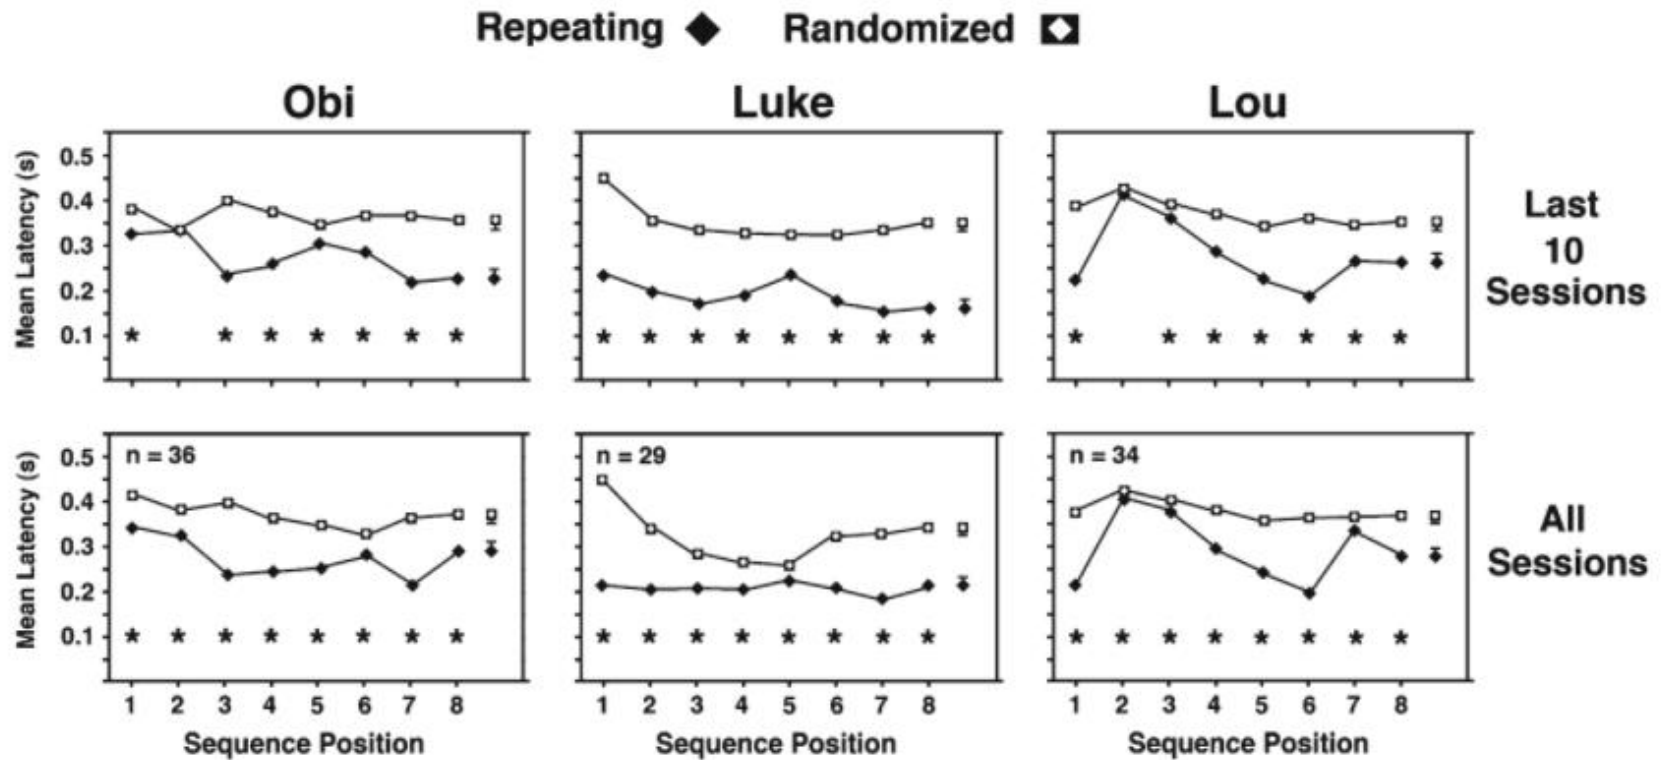 Repeating Randomized
Obi Luke Lou
Mean Latency (s)
0.5
0.4
0.3
0.2
0.1
* * * * * * *
* * * * * * * *
* * * * * * *
Last
10
Sessions
Mean Latency (s)
0.5
0.4
0.3
0.2
0.1
n = 36
n = 29
n = 34
* * * * * * * *
* * * * * * * *
* * * * * * * *
All
Sessions
1 2 3 4 5 6 7 8
1 2 3 4 5 6 7 8
1 2 3 4 5 6 7 8
Sequence Position
Sequence Position
Sequence Position